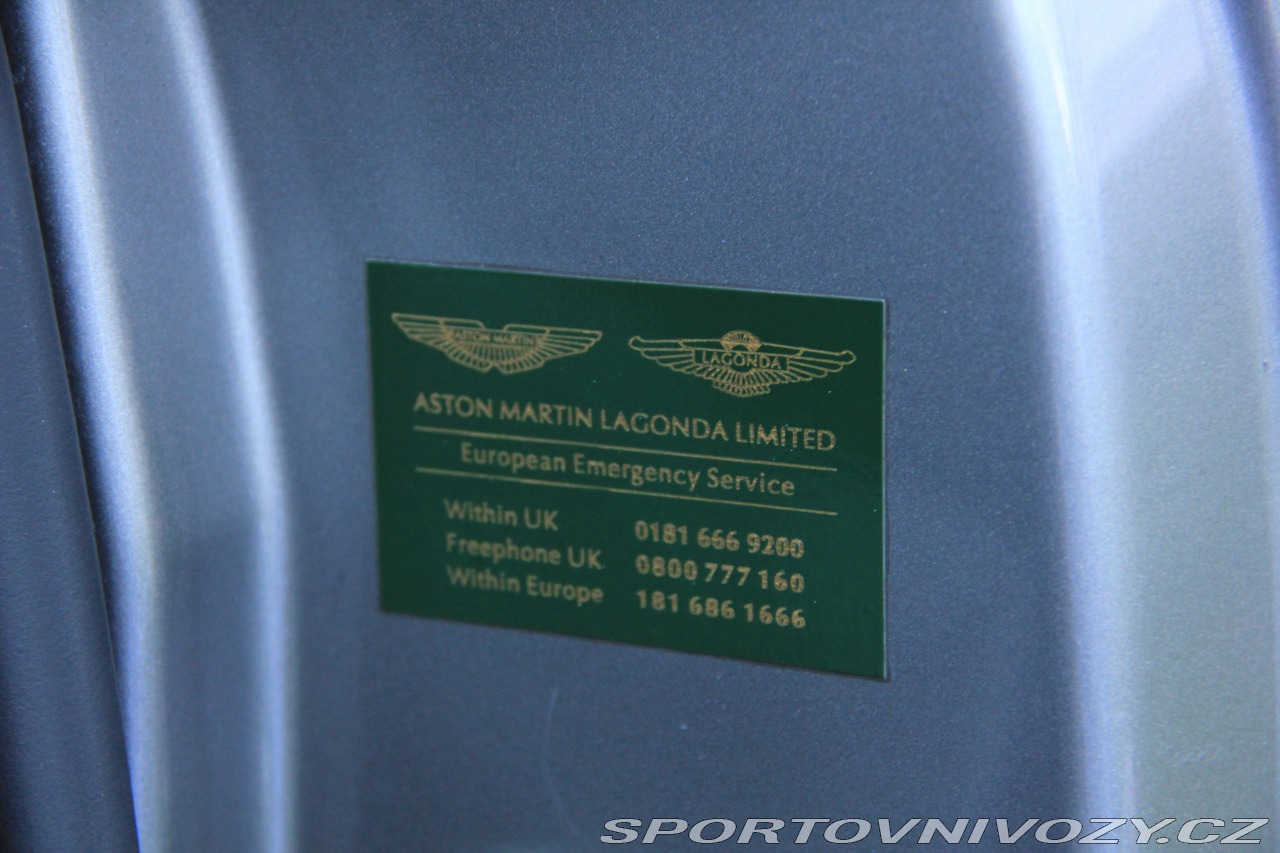 ASTON MARTIN
LAGONDA
ASTON MARTIN LAGONDA LIMITED
European Emergency Service
Within UK 0181 666 9200
Freephone UK 0800 777 160
Within Europe 181 686 1666
SPORTOVNIVOZY.CZ